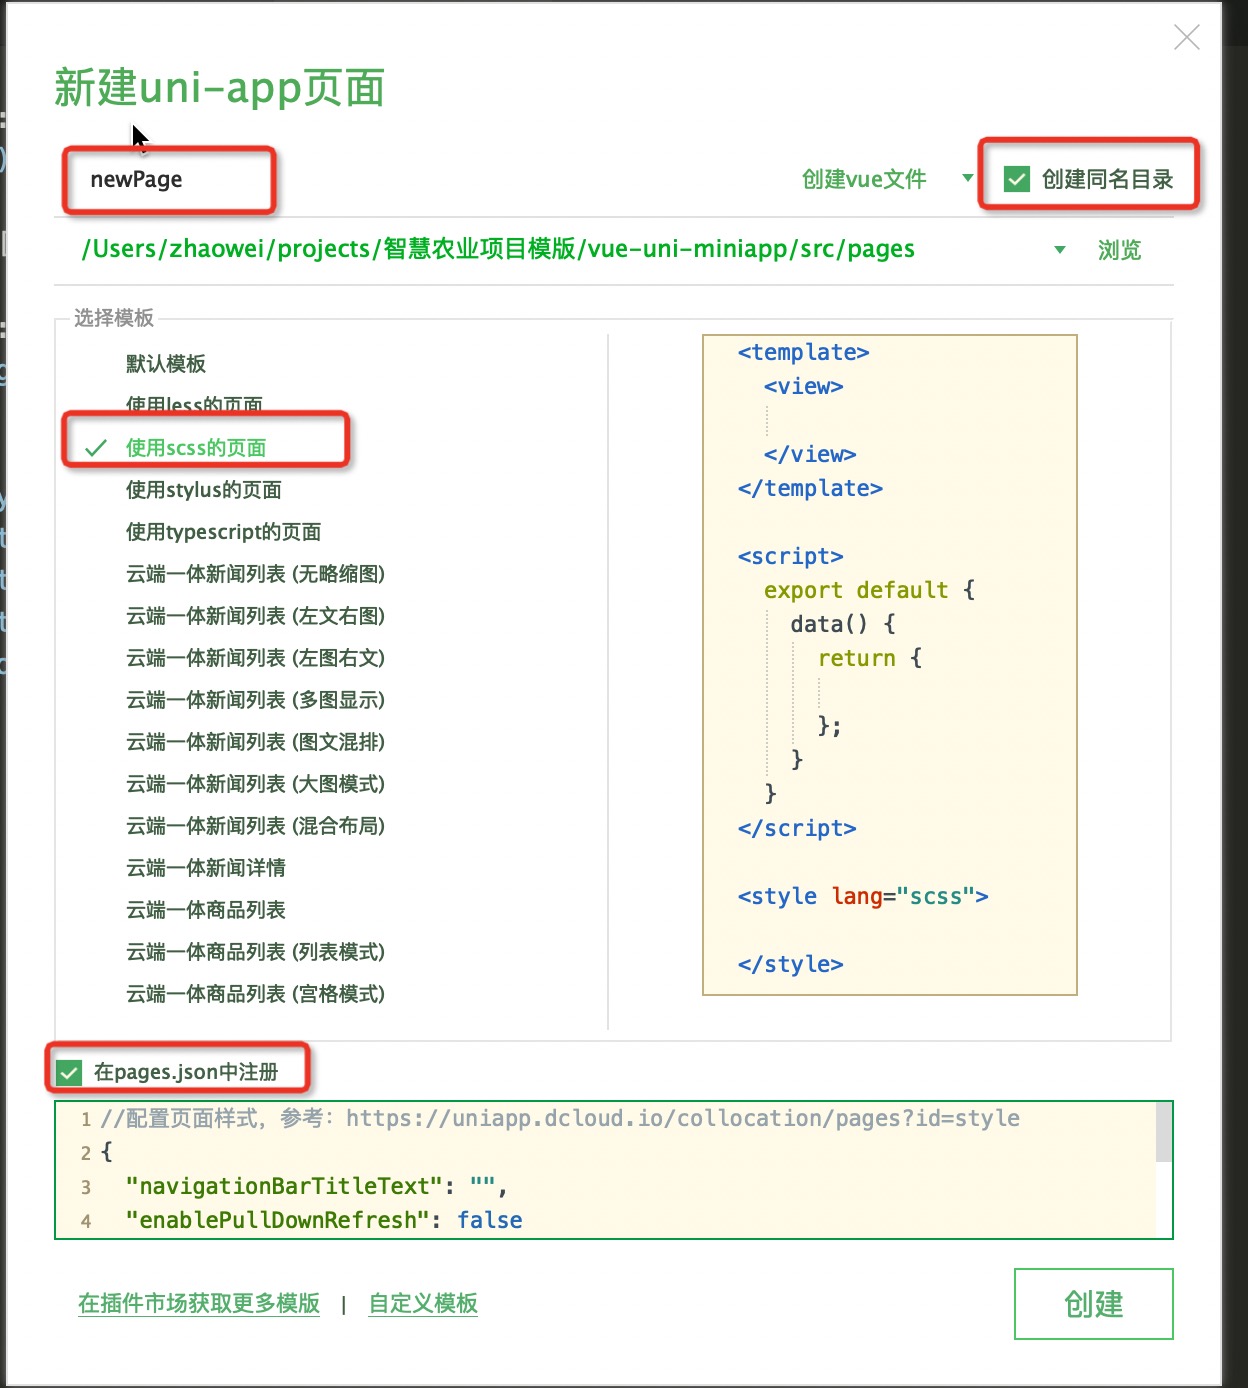 新建uni-app页面
newPage 创建vue文件 创建同名目录
/Users/zhaowei/projects/智慧农业项目模版/vue-uni-miniapp/src/pages 浏览
选择模板
默认模板
使用less的页面
使用scss的页面
使用stylus的页面
使用typescript的页面
云端一体新闻列表 (无略缩图)
云端一体新闻列表 (左文右图)
云端一体新闻列表 (左图右文)
云端一体新闻列表 (多图显示)
云端一体新闻列表 (图文混排)
云端一体新闻列表 (大图模式)
云端一体新闻列表 (混合布局)
云端一体新闻详情
云端一体商品列表
云端一体商品列表 (列表模式)
云端一体商品列表 (宫格模式)
<template>
<view>
</view>
</template>
<script>
export default {
data() {
return {
};
}
}
</script>
<style lang="scss">
</style>
在pages.json中注册
1 //配置页面样式，参考：https://uniapp.dcloud.io/collocation/pages?id=style
2 {
3 "navigationBarTitleText": "",
4 "enablePullDownRefresh": false
在插件市场获取更多模版 | 自定义模板
创建